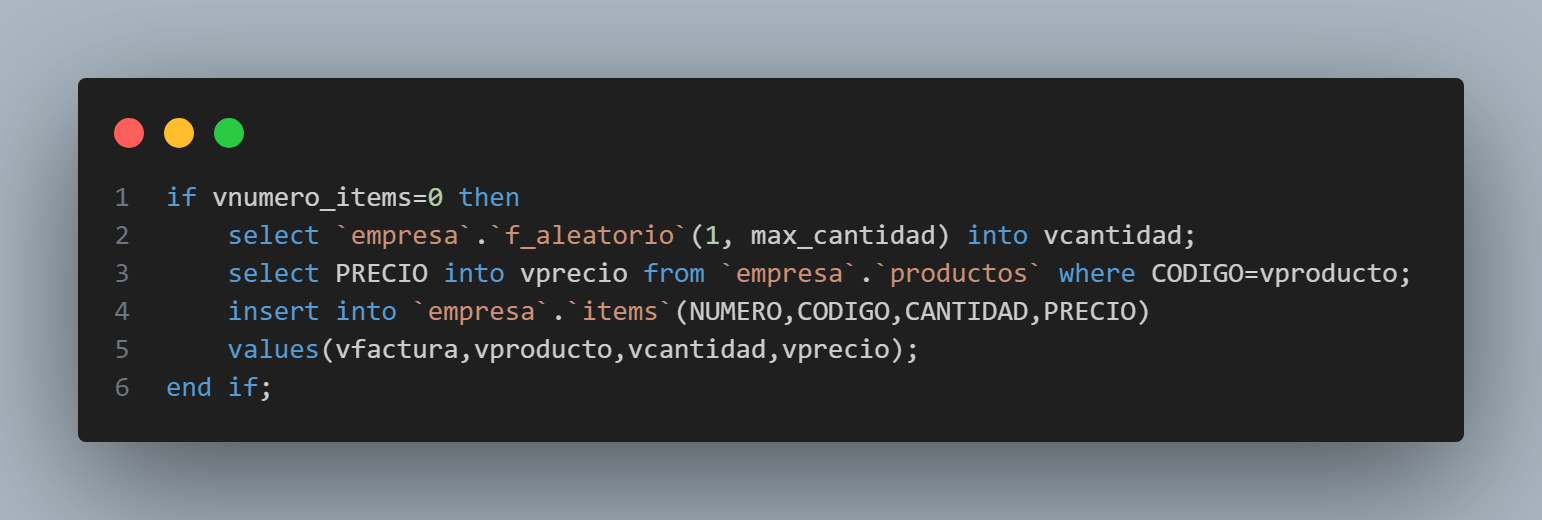 1 if vnumero_items=0 then
2     select `empresa`.`f_aleatorio`(1, max_cantidad) into vcantidad;
3     select PRECIO into vprecio from `empresa`.`productos` where CODIGO=vproducto;
4     insert into `empresa`.`items`(NUMERO,CODIGO,CANTIDAD,PRECIO)
5     values(vfactura,vproducto,vcantidad,vprecio);
6 end if;